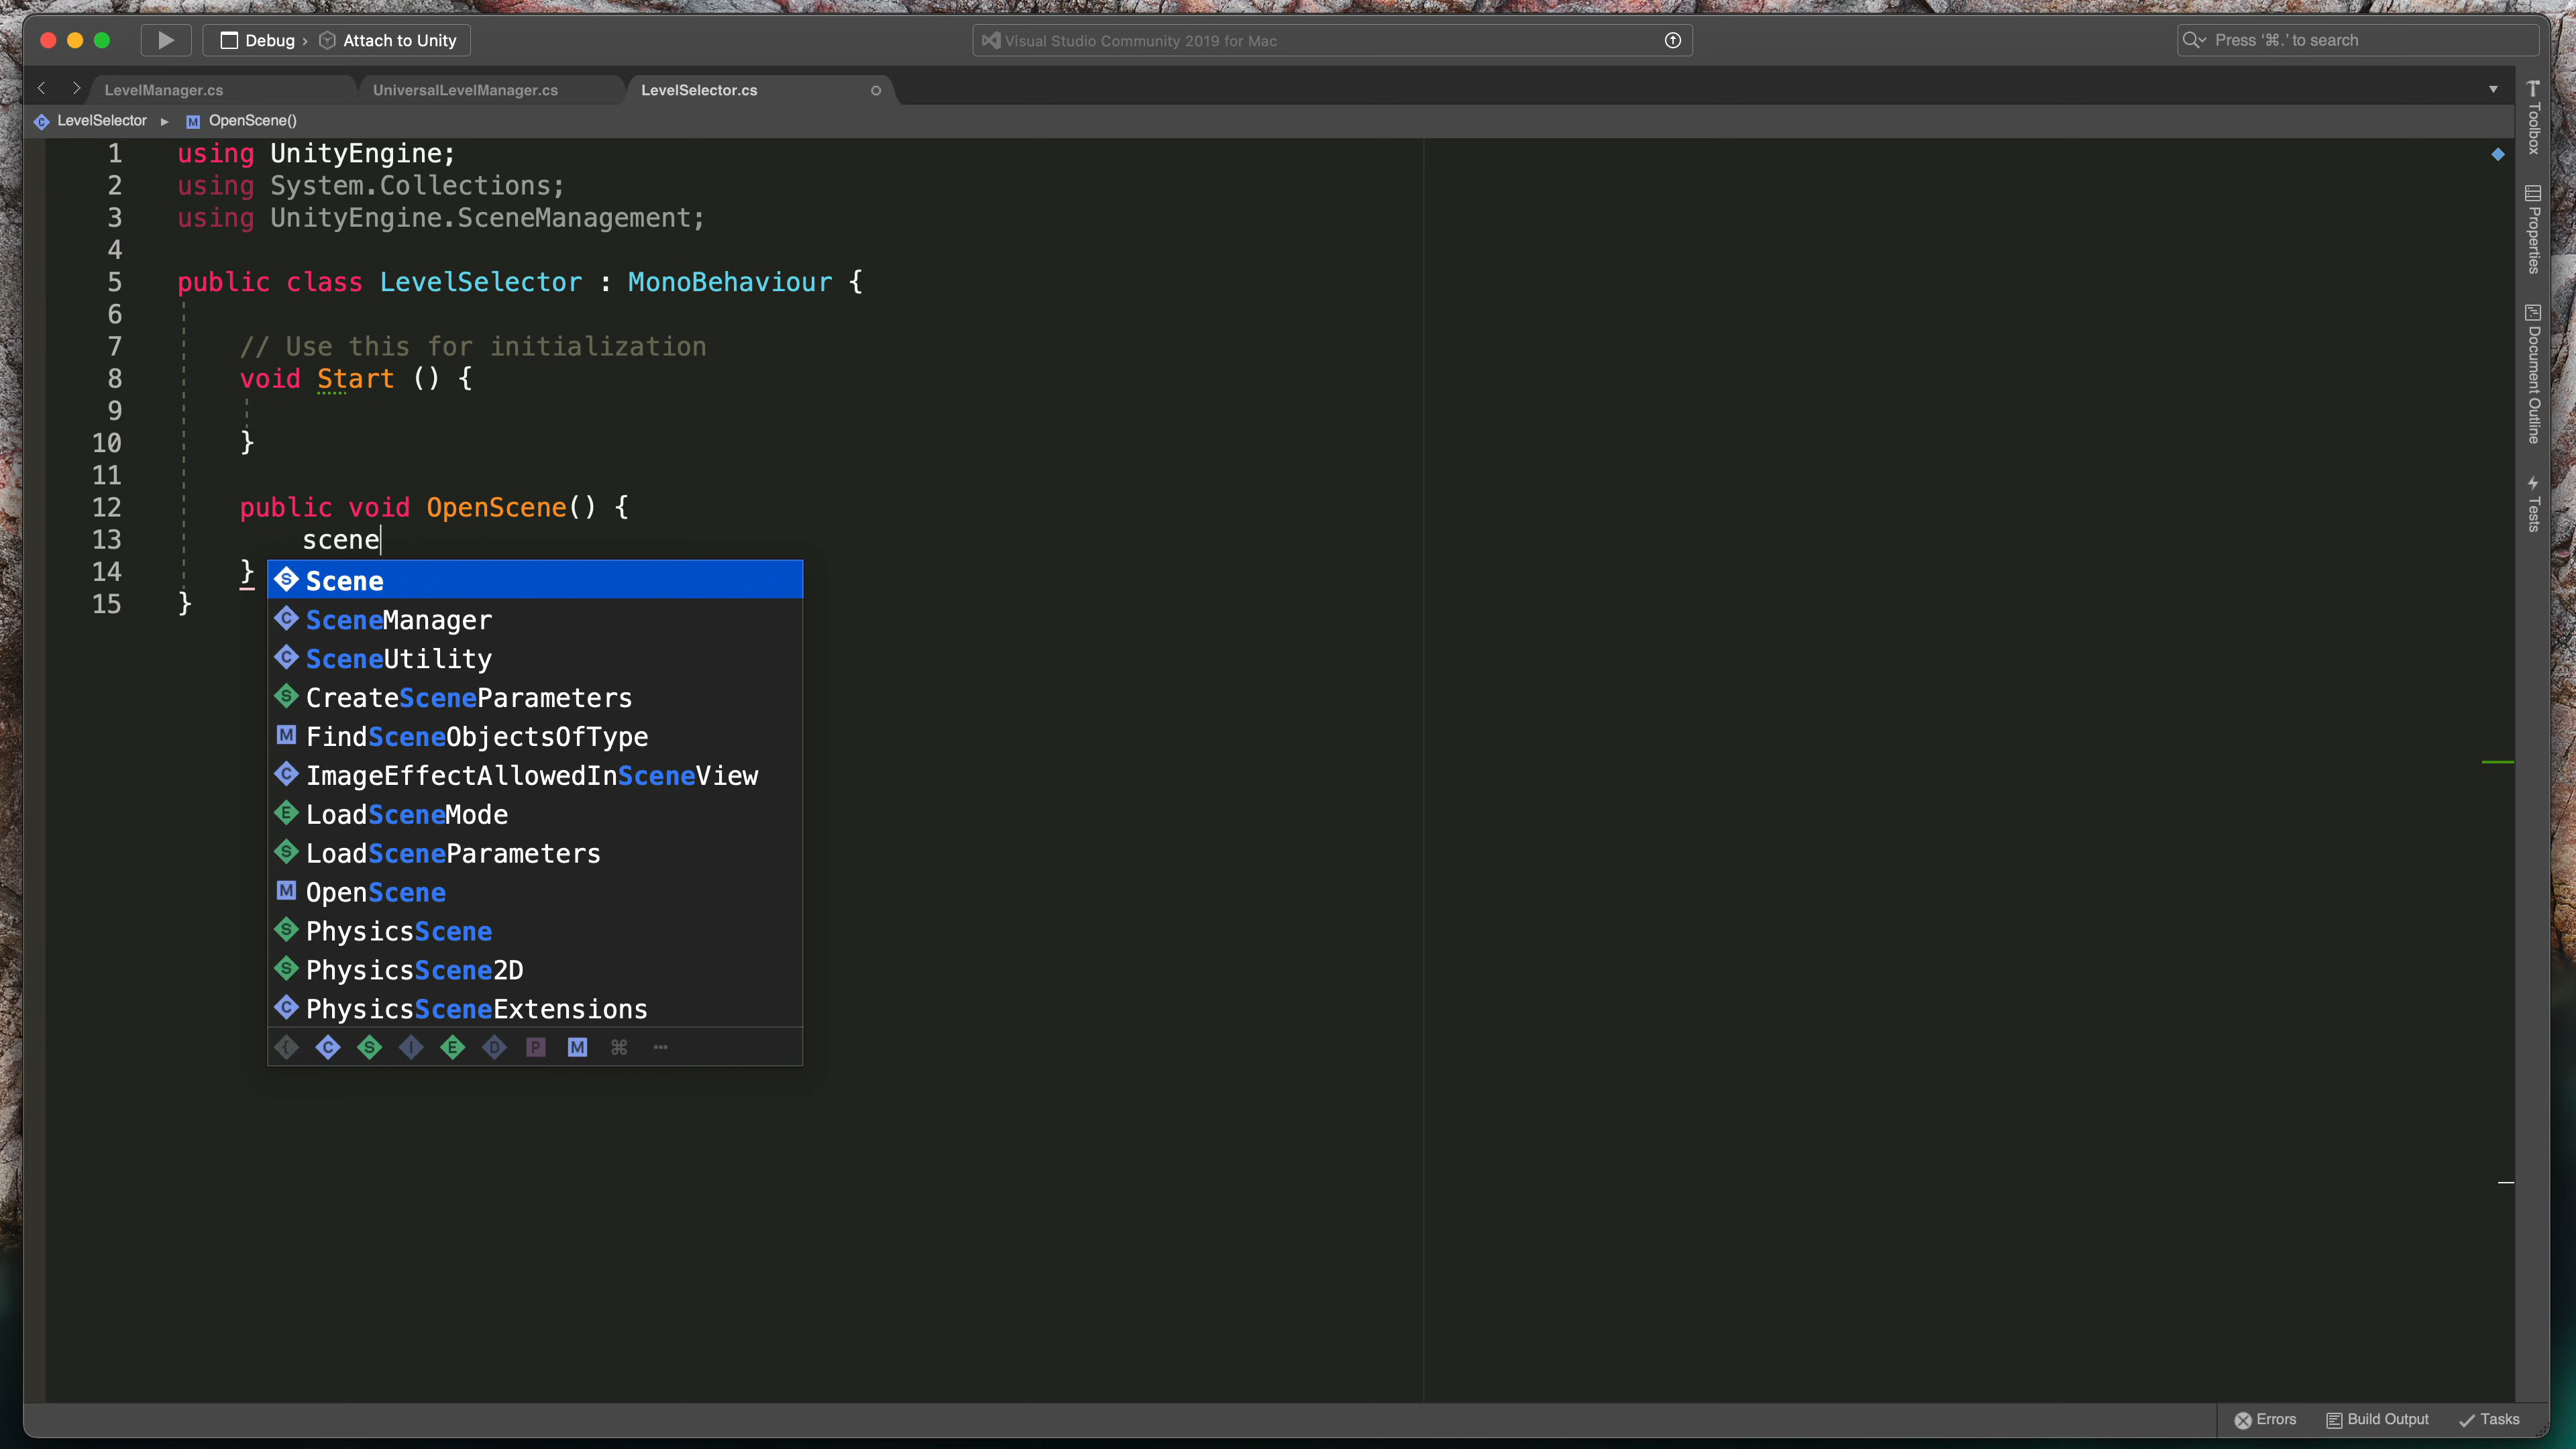 Debug › Attach to Unity
Visual Studio Community 2019 for Mac
Press ‘⌘.’ to search
LevelManager.cs
UniversalLevelManager.cs
LevelSelector.cs
LevelSelector ▸ M OpenScene()
1 using UnityEngine;
2 using System.Collections;
3 using UnityEngine.SceneManagement;
4
5 public class LevelSelector : MonoBehaviour {
6
7 // Use this for initialization
8 void Start () {
9
10 }
11
12 public void OpenScene() {
13 scene
14 }
15 }
S Scene
C SceneManager
C SceneUtility
S CreateSceneParameters
M FindSceneObjectsOfType
C ImageEffectAllowedInSceneView
E LoadSceneMode
S LoadSceneParameters
M OpenScene
S PhysicsScene
S PhysicsScene2D
C PhysicsSceneExtensions
{ C S I E D P M ⌘ ···
Toolbox
Properties
Document Outline
Tests
Errors
Build Output
Tasks